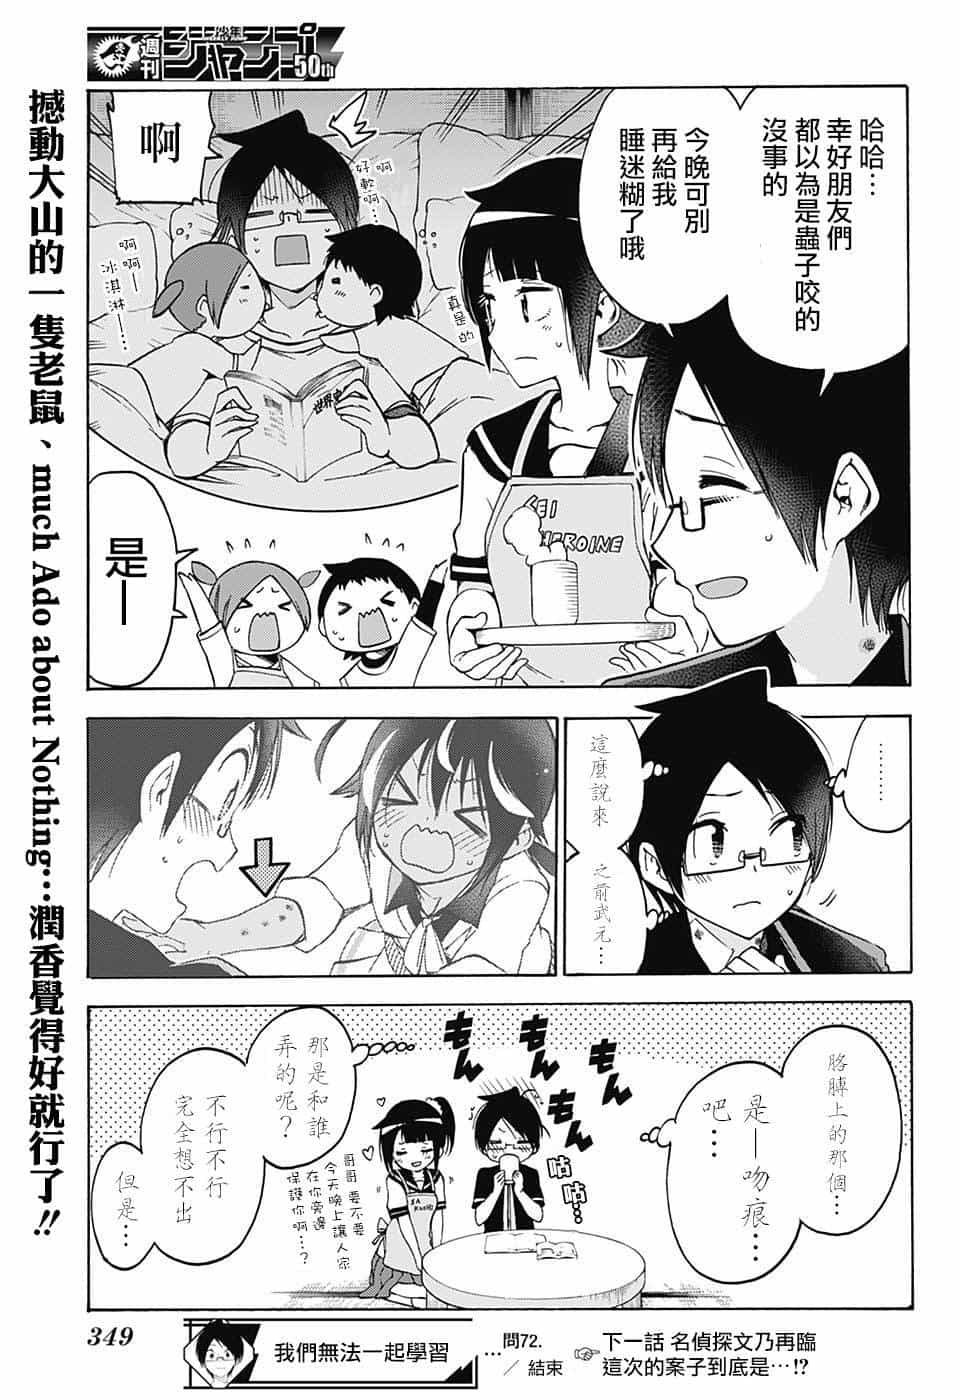 週刊
少年
ジャンプ
50th
哈哈…
幸好朋友們
都以為是蟲子咬的
沒事的
今晚可別
再給我
睡迷糊了哦
啊
啊
好軟啊…
啊
啊—
冰淇淋—…
真是的
世界史
KEI
HEROINE
是—
………
這麼說來
之前武元…
胳膊上的那個…
是—吻痕…
吧…
もん
もん
もん
咕咕…
哥哥 要不要
今天晚上讓人家
在你旁邊
保護你啊…?
那是和誰
弄的呢?
不行不行
完全想不出
但是…
撼動大山的一隻老鼠、much Ado about Nothing…潤香覺得好就行了!!
349
我們無法一起學習
…問72.
／結束
☞下一話 名偵探文乃再臨
這次的案子到底是…!?